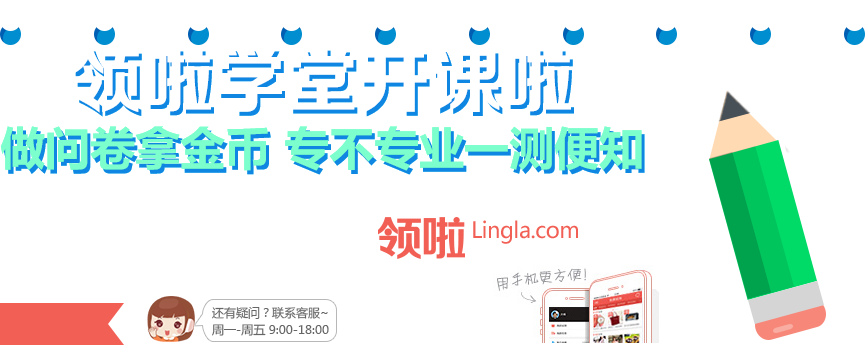 领啦学堂开课啦
做问卷拿金币 专不专业一测便知
领啦 Lingla.com
用手机更方便!
还有疑问？联系客服~
周一-周五 9:00-18:00